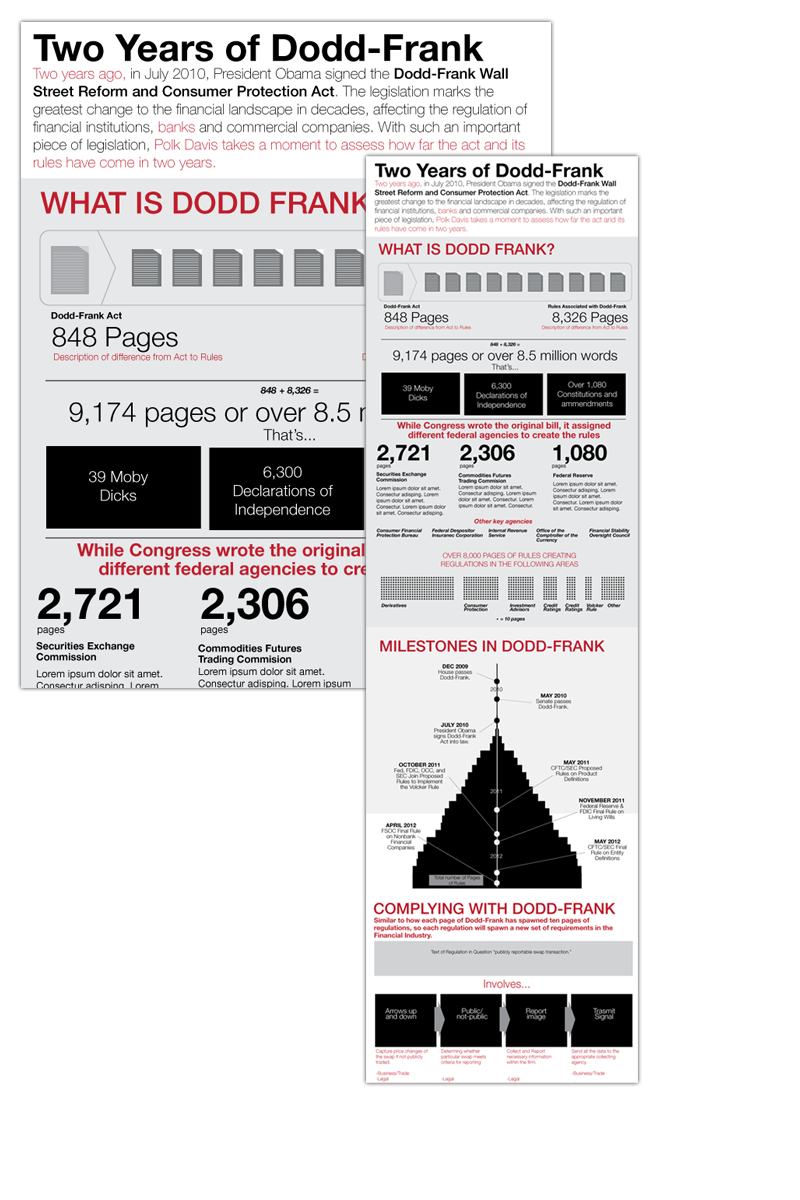 Two Years of Dodd-Frank
Two years ago, in July 2010, President Obama signed the Dodd-Frank Wall
Street Reform and Consumer Protection Act. The legislation marks the
greatest change to the financial landscape in decades, affecting the regulation of
financial institutions, banks and commercial companies. With such an important
piece of legislation, Polk Davis takes a moment to assess how far the act and its
rules have come in two years.
WHAT IS DODD FRANK
Dodd-Frank Act
848 Pages
Description of difference from Act to Rules
848 + 8,326 =
9,174 pages or over 8.5
That's...
39 Moby
Dicks
6,300
Declarations of
Independence
While Congress wrote the original
different federal agencies to cre
2,721
pages
Securities Exchange
Commission
Lorem ipsum dolor sit amet.
Consectur adisping. Lorem
2,306
pages
Commodities Futures
Trading Commision
Lorem ipsum dolor sit amet.
Consectur adisping. Lorem ipsum
Two Years of Dodd-Frank
Two years ago, in July 2010, President Obama signed the Dodd-Frank Wall
Street Reform and Consumer Protection Act. The legislation marks the
greatest change to the financial landscape in decades, affecting the regulation of
financial institutions, banks and commercial companies. With such an important
piece of legislation, Polk Davis takes a moment to assess how far the act and its
rules have come in two years.
WHAT IS DODD FRANK?
Dodd-Frank Act
848 Pages
Description of difference from Act to Rules
Rules Associated with Dodd-Frank
8,326 Pages
Description of difference from Act to Rules
848 + 8,326 =
9,174 pages or over 8.5 million words
That's...
39 Moby
Dicks
6,300
Declarations of
Independence
Over 1,080
Constitutions and
ammendments
While Congress wrote the original bill, it assigned
different federal agencies to create the rules
2,721
pages
Securities Exchange
Commission
Lorem ipsum dolor sit amet.
Consectur adisping. Lorem
ipsum dolor sit amet.
Consectur adisping. Lorem
ipsum dolor sit amet.
2,306
pages
Commodities Futures
Trading Commision
Lorem ipsum dolor sit amet.
Consectur adisping. Lorem ipsum
dolor sit amet. Consectur
adisping. Lorem ipsum dolor
sit amet. Consectur.
1,080
pages
Federal Reserve
Lorem ipsum dolor sit amet.
Consectur adisping. Lorem
ipsum dolor sit amet.
Consectur adisping. Lorem
ipsum dolor sit amet.
Other key agencies
Consumer Financial
Protection Bureau
Federal Despositor
Insuranec Corporation
Internal Revenue
Service
Office of the
Comptroller of the
Currency
Financial Stability
Oversight Council
OVER 8,000 PAGES OF RULES CREATING
REGULATIONS IN THE FOLLOWING AREAS
Derivatives
Consumer
Protection
Investment
Advisors
Credit
Ratings
Credit
Ratings
Volcker
Rule
Other
• = 10 pages
MILESTONES IN DODD-FRANK
DEC 2009
House passes
Dodd-Frank.
2010
MAY 2010
Senate passes
Dodd-Frank.
JULY 2010
President Obama
signs Dodd-Frank
Act into law.
OCTOBER 2011
Fed, FDIC, OCC, and
SEC Join Proposed
Rules to Implement
the Volcker Rule
MAY 2011
CFTC/SEC Proposed
Rules on Product
Definitions
2011
NOVEMBER 2011
Federal Reserve &
FDIC Final Rule on
Living Wills
APRIL 2012
FSOC Final Rule
on Nonbank
Financial
Companies
MAY 2012
CFTC/SEC Final
Rule on Entity
Definitions
2012
Total number of Pages
of Rules
COMPLYING WITH DODD-FRANK
Similar to how each page of Dodd-Frank has spawned ten pages of
regulations, so each regulation will spawn a new set of requirements in the
Financial Industry.
Text of Regulation in Question "publicly reportable swap transaction."
Involves...
Arrows up
and down
Public/
not-public
Report
image
Trasmit
Signal
Capture price changes of
the swap if not publicly
traded.
-Business/Trade
-Legal
Determing whether
particular swap meets
criteria for reporting
-Legal
Collect and Report
necessary information
within the firm.
-Legal
Send all the data to the
appropriate collecting
agency.
-Business/Trade